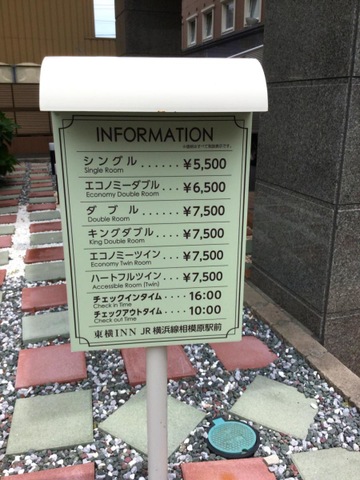 INFORMATION
シングル......¥5,500
Single Room
エコノミーダブル ¥6,500
Economy Double Room
ダブル......¥7,500
Double Room
キングダブル....¥7,500
King Double Room
エコノミーツイン ¥7,500
Economy Twin Room
ハートフルツイン..¥7,500
Accessible Room (Twin)
チェックインタイム....16:00
Check in Time
チェックアウトタイム...10:00
Check out Time
東横INN JR横浜線相模原駅前